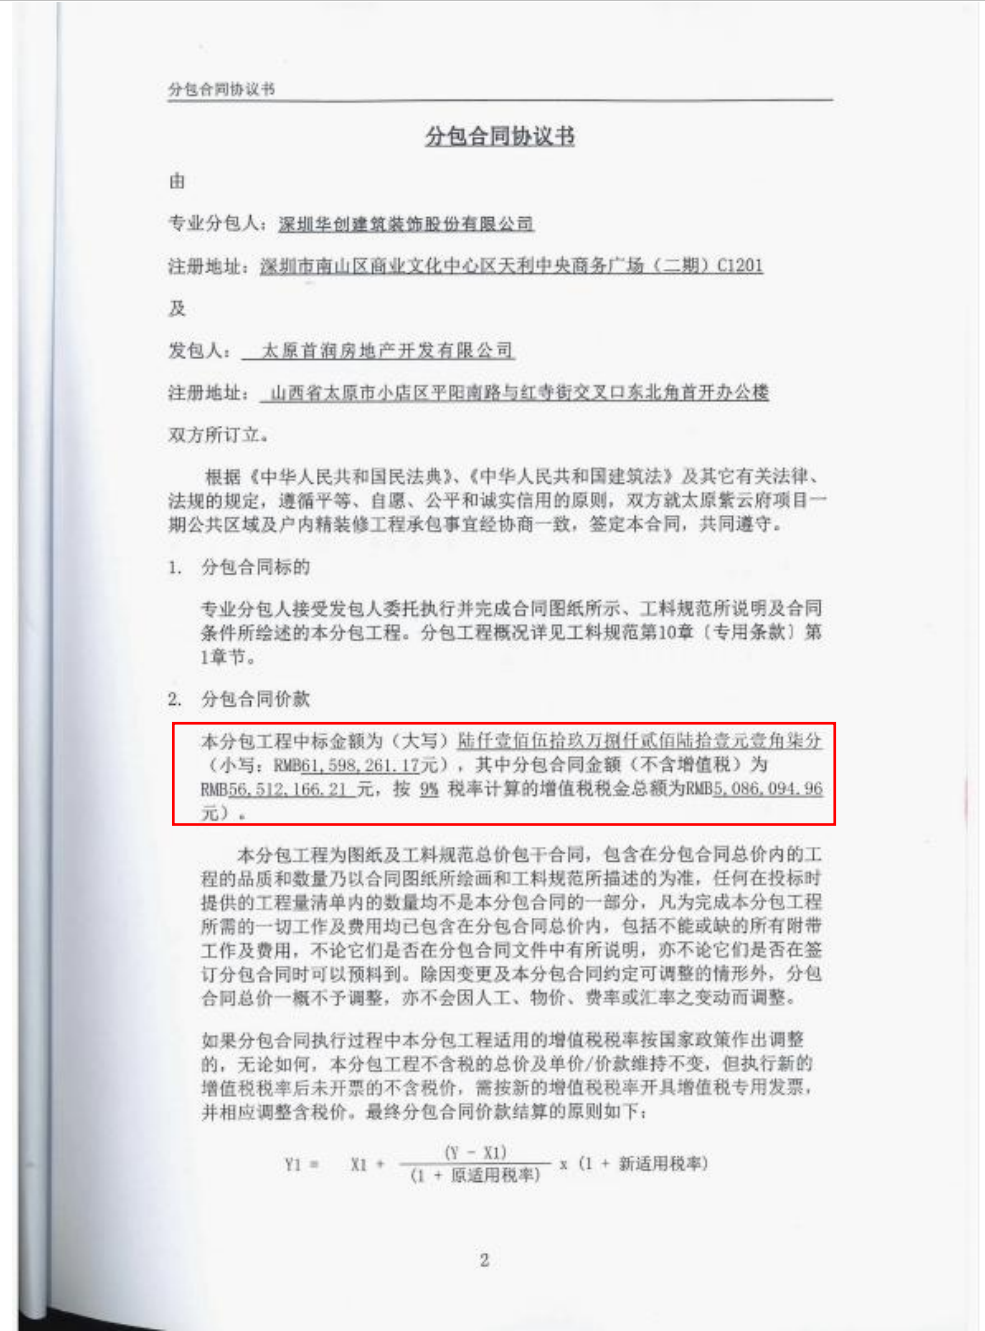 分包合同协议书
分包合同协议书
由
专业分包人：深圳华创建筑装饰股份有限公司
注册地址：深圳市南山区商业文化中心区天利中央商务广场（二期）C1201
及
发包人：太原首润房地产开发有限公司
注册地址：山西省太原市小店区平阳南路与红寺街交叉口东北角首开办公楼
双方所订立。
根据《中华人民共和国民法典》、《中华人民共和国建筑法》及其它有关法律、
法规的规定，遵循平等、自愿、公平和诚实信用的原则，双方就太原紫云府项目一
期公共区域及户内精装修工程承包事宜经协商一致，签定本合同，共同遵守。
1. 分包合同标的
专业分包人接受发包人委托执行并完成合同图纸所示、工料规范所说明及合同
条件所绘述的本分包工程。分包工程概况详见工料规范第10章〔专用条款〕第
1章节。
2. 分包合同价款
本分包工程中标金额为（大写）陆仟壹佰伍拾玖万捌仟贰佰陆拾壹元壹角柒分
（小写：RMB61,598,261.17元），其中分包合同金额（不含增值税）为
RMB56,512,166.21 元，按 9% 税率计算的增值税税金总额为RMB5,086,094.96
元）。
本分包工程为图纸及工料规范总价包干合同，包含在分包合同总价内的工
程的品质和数量乃以合同图纸所绘画和工料规范所描述的为准，任何在投标时
提供的工程量清单内的数量均不是本分包合同的一部分，凡为完成本分包工程
所需的一切工作及费用均已包含在分包合同总价内，包括不能或缺的所有附带
工作及费用，不论它们是否在分包合同文件中有所说明，亦不论它们是否在签
订分包合同时可以预料到。除因变更及本分包合同约定可调整的情形外，分包
合同总价一概不予调整，亦不会因人工、物价、费率或汇率之变动而调整。
如果分包合同执行过程中本分包工程适用的增值税税率按国家政策作出调整
的，无论如何，本分包工程不含税的总价及单价/价款维持不变，但执行新的
增值税税率后未开票的不含税价，需按新的增值税税率开具增值税专用发票，
并相应调整含税价。最终分包合同价款结算的原则如下：
Y1 = X1 + (Y - X1) / (1 + 原适用税率) x (1 + 新适用税率)
2